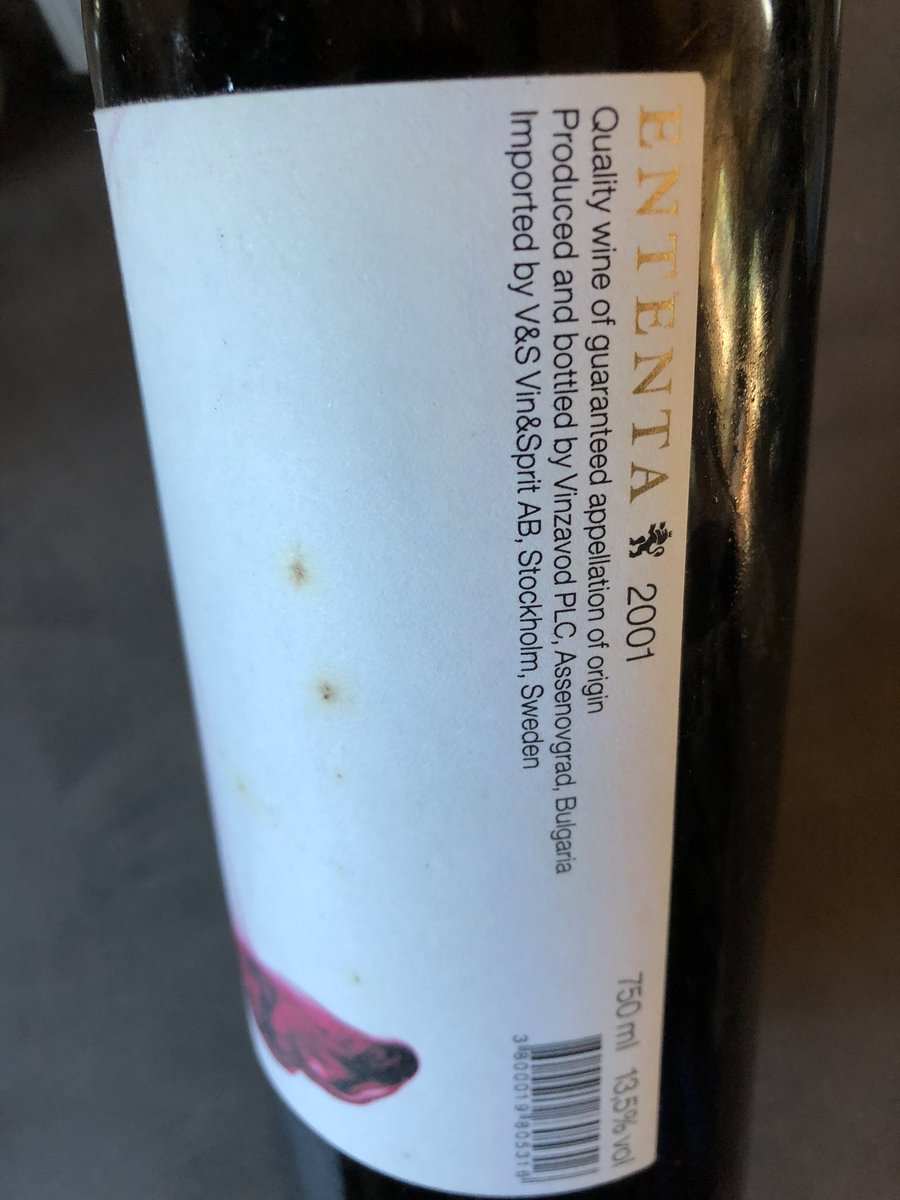 ENTENTA 2001
Quality wine of guaranteed appellation of origin
Produced and bottled by Vinzavod PLC, Assenovgrad, Bulgaria
Imported by V&S Vin&Sprit AB, Stockholm, Sweden
750 ml 13,5% vol
3800019805316